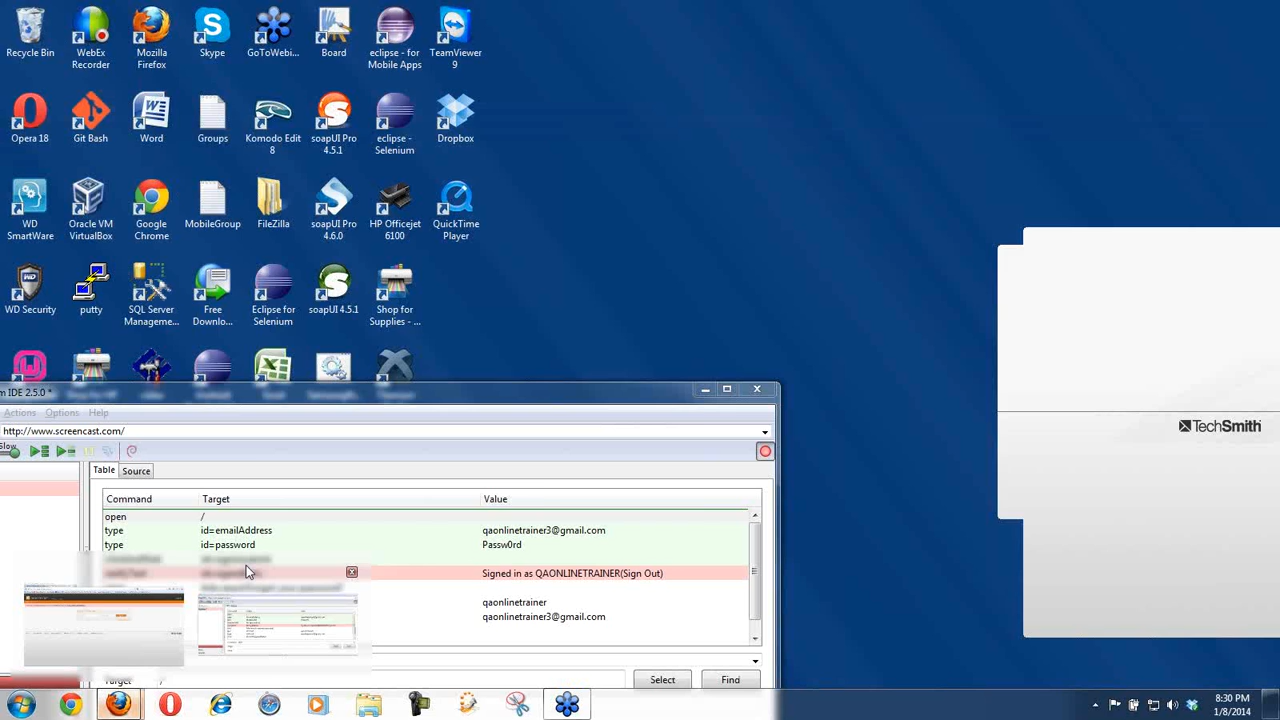 Recycle Bin
WebEx Recorder
Mozilla Firefox
Skype
GoToWebi...
Board
eclipse - for Mobile Apps
TeamViewer 9
Opera 18
Git Bash
Word
Groups
Komodo Edit 8
soapUI Pro 4.5.1
eclipse - Selenium
Dropbox
WD SmartWare
Oracle VM VirtualBox
Google Chrome
MobileGroup
FileZilla
soapUI Pro 4.6.0
HP Officejet 6100
QuickTime Player
WD Security
putty
SQL Server Manageme...
Free Downlo...
Eclipse for Selenium
soapUI 4.5.1
Shop for Supplies - ...
TechSmith
m IDE 2.5.0 *
Actions Options Help
http://www.screencast.com/
Slow
Table Source
Command Target Value
open /
type id=emailAddress qaonlinetrainer3@gmail.com
type id=password Passw0rd
Signed in as QAONLINETRAINER(Sign Out)
qaonlinetrainer
qaonlinetrainer3@gmail.com
Target /
Select Find
8:30 PM
1/8/2014